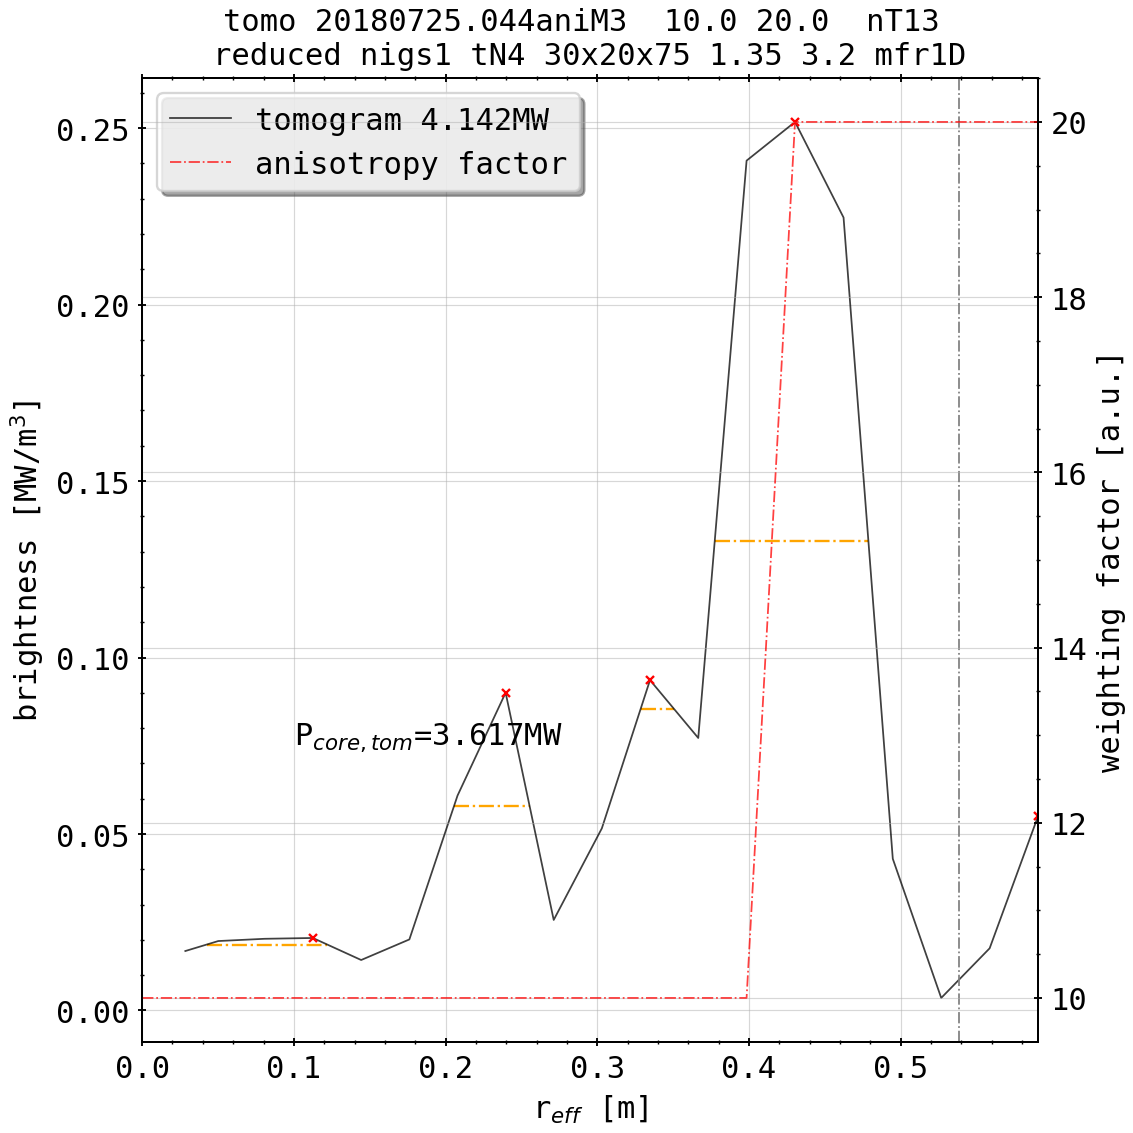 tomo 20180725.044aniM3  10.0 20.0  nT13
reduced nigs1 tN4 30x20x75 1.35 3.2 mfr1D
tomogram 4.142MW
anisotropy factor
0.25
0.20
0.15
0.10
0.05
0.00
brightness [MW/m³]
P_core,tom=3.617MW
20
18
16
14
12
10
weighting factor [a.u.]
0.0 0.1 0.2 0.3 0.4 0.5
r_eff [m]